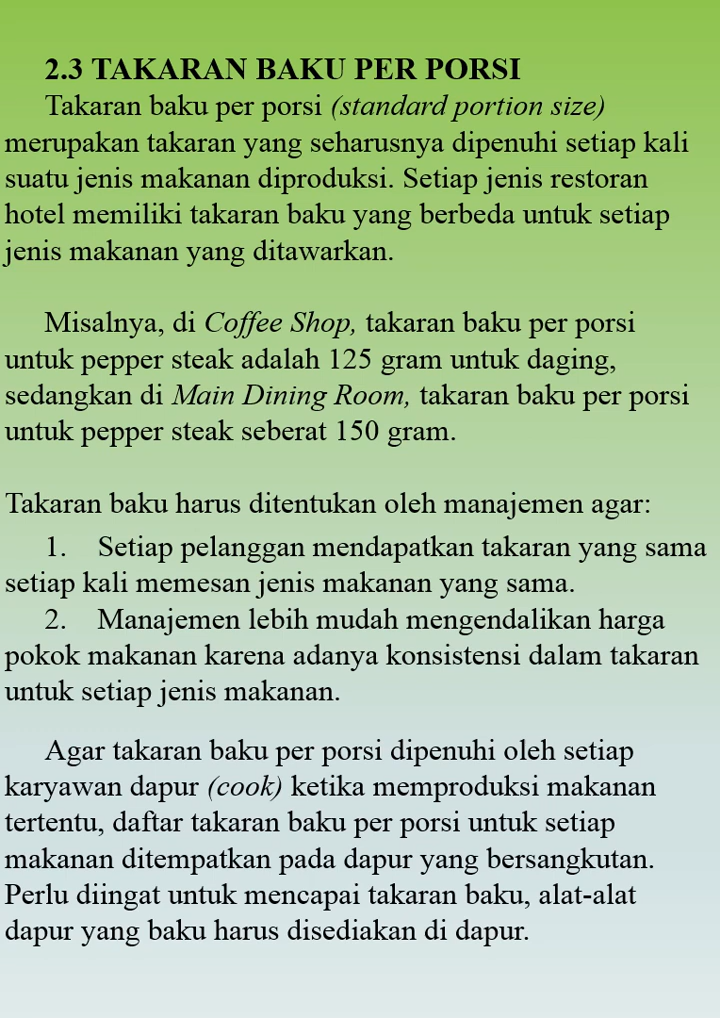 2.3 TAKARAN BAKU PER PORSI
Takaran baku per porsi (standard portion size)
merupakan takaran yang seharusnya dipenuhi setiap kali
suatu jenis makanan diproduksi. Setiap jenis restoran
hotel memiliki takaran baku yang berbeda untuk setiap
jenis makanan yang ditawarkan.
Misalnya, di Coffee Shop, takaran baku per porsi
untuk pepper steak adalah 125 gram untuk daging,
sedangkan di Main Dining Room, takaran baku per porsi
untuk pepper steak seberat 150 gram.
Takaran baku harus ditentukan oleh manajemen agar:
1. Setiap pelanggan mendapatkan takaran yang sama
setiap kali memesan jenis makanan yang sama.
2. Manajemen lebih mudah mengendalikan harga
pokok makanan karena adanya konsistensi dalam takaran
untuk setiap jenis makanan.
Agar takaran baku per porsi dipenuhi oleh setiap
karyawan dapur (cook) ketika memproduksi makanan
tertentu, daftar takaran baku per porsi untuk setiap
makanan ditempatkan pada dapur yang bersangkutan.
Perlu diingat untuk mencapai takaran baku, alat-alat
dapur yang baku harus disediakan di dapur.